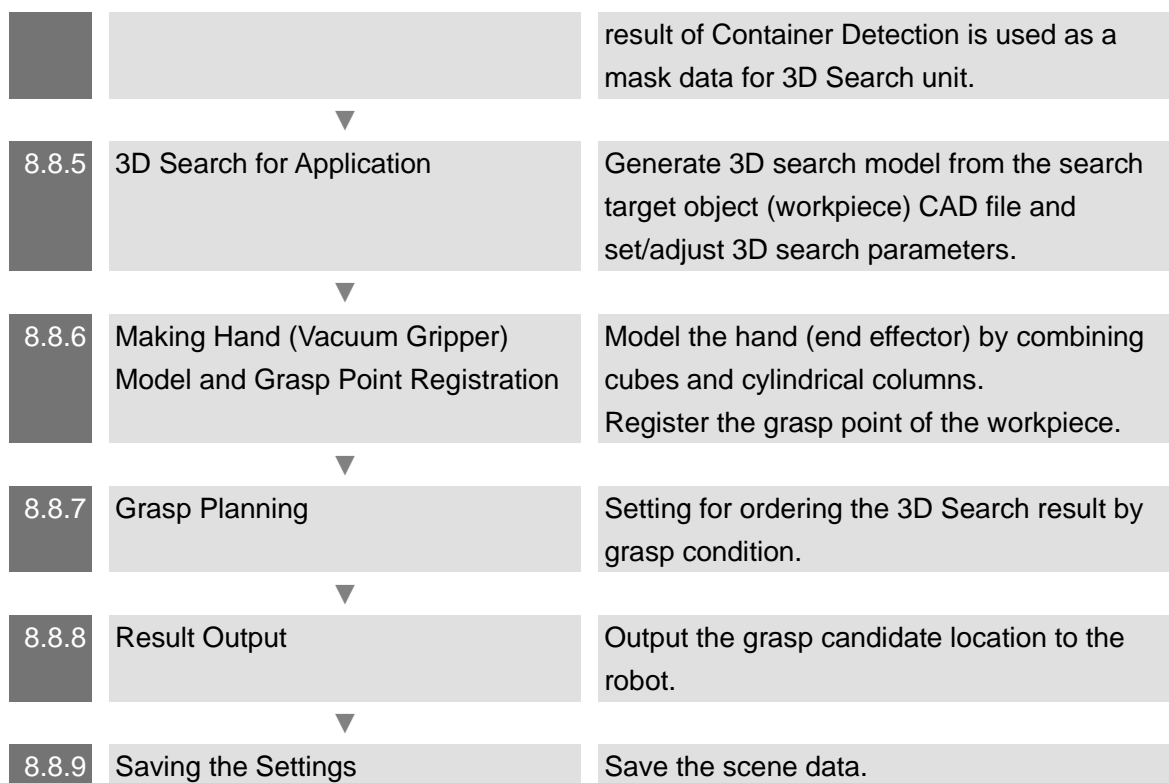 result of Container Detection is used as a
mask data for 3D Search unit.
▼
8.8.5 3D Search for Application Generate 3D search model from the search
target object (workpiece) CAD file and
set/adjust 3D search parameters.
▼
8.8.6 Making Hand (Vacuum Gripper) Model the hand (end effector) by combining
Model and Grasp Point Registration cubes and cylindrical columns.
Register the grasp point of the workpiece.
▼
8.8.7 Grasp Planning Setting for ordering the 3D Search result by
grasp condition.
▼
8.8.8 Result Output Output the grasp candidate location to the
robot.
▼
8.8.9 Saving the Settings Save the scene data.